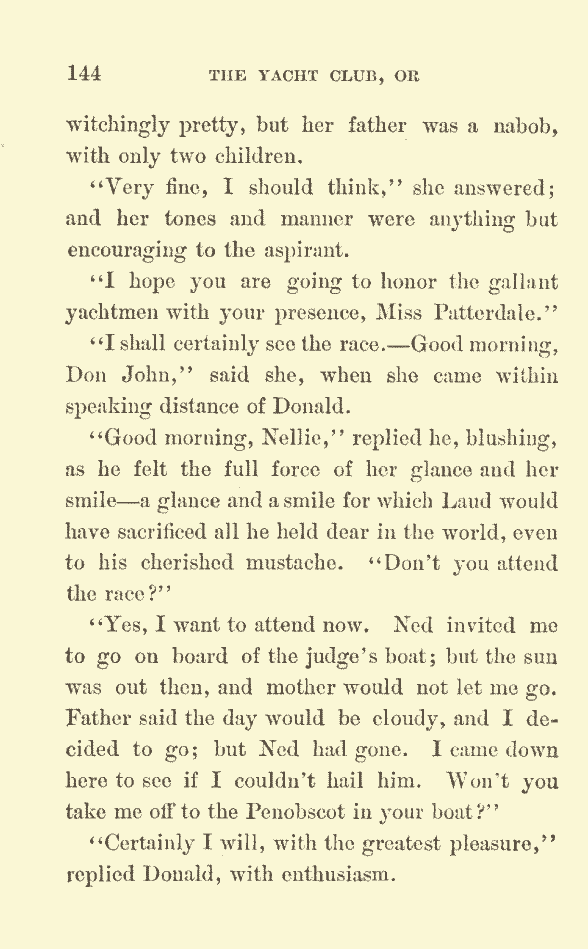 144 THE YACHT CLUB, OR
witchingly pretty, but her father was a nabob,
with only two children.
"Very fine, I should think," she answered;
and her tones and manner were anything but
encouraging to the aspirant.
"I hope you are going to honor the gallant
yachtmen with your presence, Miss Patterdale."
"I shall certainly see the race.—Good morning,
Don John," said she, when she came within
speaking distance of Donald.
"Good morning, Nellie," replied he, blushing,
as he felt the full force of her glance and her
smile—a glance and a smile for which Laud would
have sacrificed all he held dear in the world, even
to his cherished mustache. "Don't you attend
the race?"
"Yes, I want to attend now. Ned invited me
to go on board of the judge's boat; but the sun
was out then, and mother would not let me go.
Father said the day would be cloudy, and I de-
cided to go; but Ned had gone. I came down
here to see if I couldn't hail him. Won't you
take me off to the Penobscot in your boat?"
"Certainly I will, with the greatest pleasure,"
replied Donald, with enthusiasm.